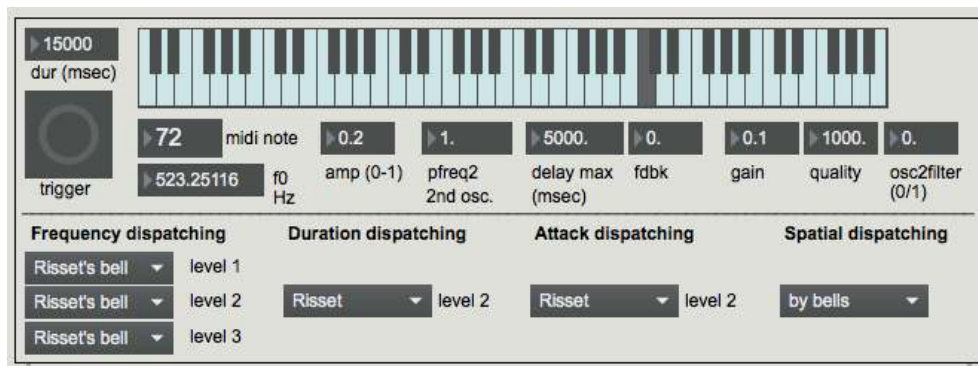 15000
dur (msec)
trigger
72 midi note
523.25116 f0 Hz
0.2
amp (0-1)
1.
pfreq2
2nd osc.
5000.
delay max
(msec)
0.
fdbk
0.1
gain
1000.
quality
0.
osc2filter
(0/1)
Frequency dispatching
Risset's bell level 1
Risset's bell level 2
Risset's bell level 3
Duration dispatching
Risset level 2
Attack dispatching
Risset level 2
Spatial dispatching
by bells